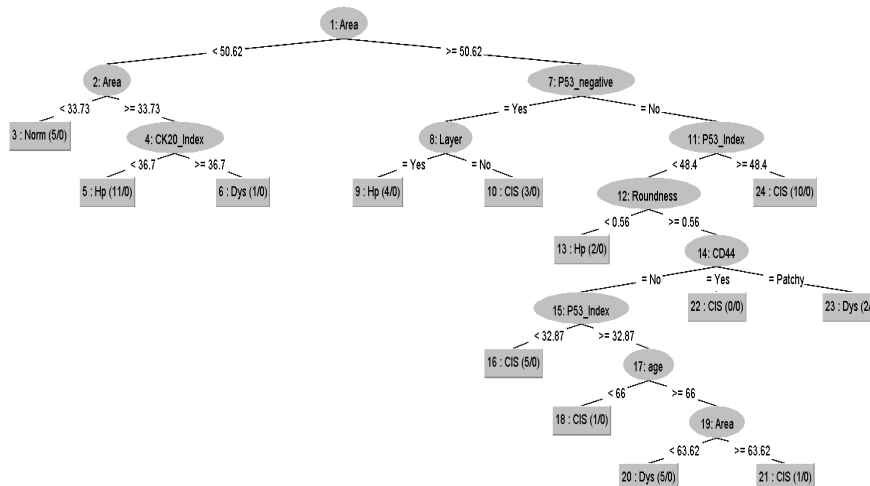 1: Area
< 50.62 >= 50.62
2: Area 7: P53_negative
< 33.73 >= 33.73 = Yes = No
3 : Norm (5/0) 4: CK20_Index 8: Layer 11: P53_Index
< 36.7 >= 36.7 = Yes = No < 48.4 >= 48.4
5 : Hp (11/0) 6 : Dys (1/0) 9 : Hp (4/0) 10 : CIS (3/0) 12: Roundness 24 : CIS (10/0)
< 0.56 >= 0.56
13 : Hp (2/0) 14: CD44
= No = Yes = Patchy
15: P53_Index 22 : CIS (0/0) 23 : Dys (2/
< 32.87 >= 32.87
16 : CIS (5/0) 17: age
< 66 >= 66
18 : CIS (1/0) 19: Area
< 63.62 >= 63.62
20 : Dys (5/0) 21 : CIS (1/0)